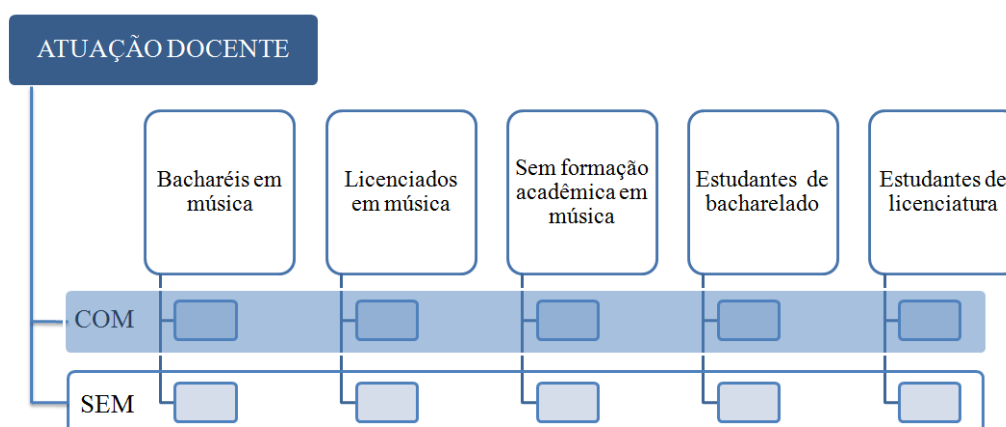 ATUAÇÃO DOCENTE
Bacharéis em
música
Licenciados
em música
Sem formação
acadêmica em
música
Estudantes de
bacharelado
Estudantes de
licenciatura
COM
SEM